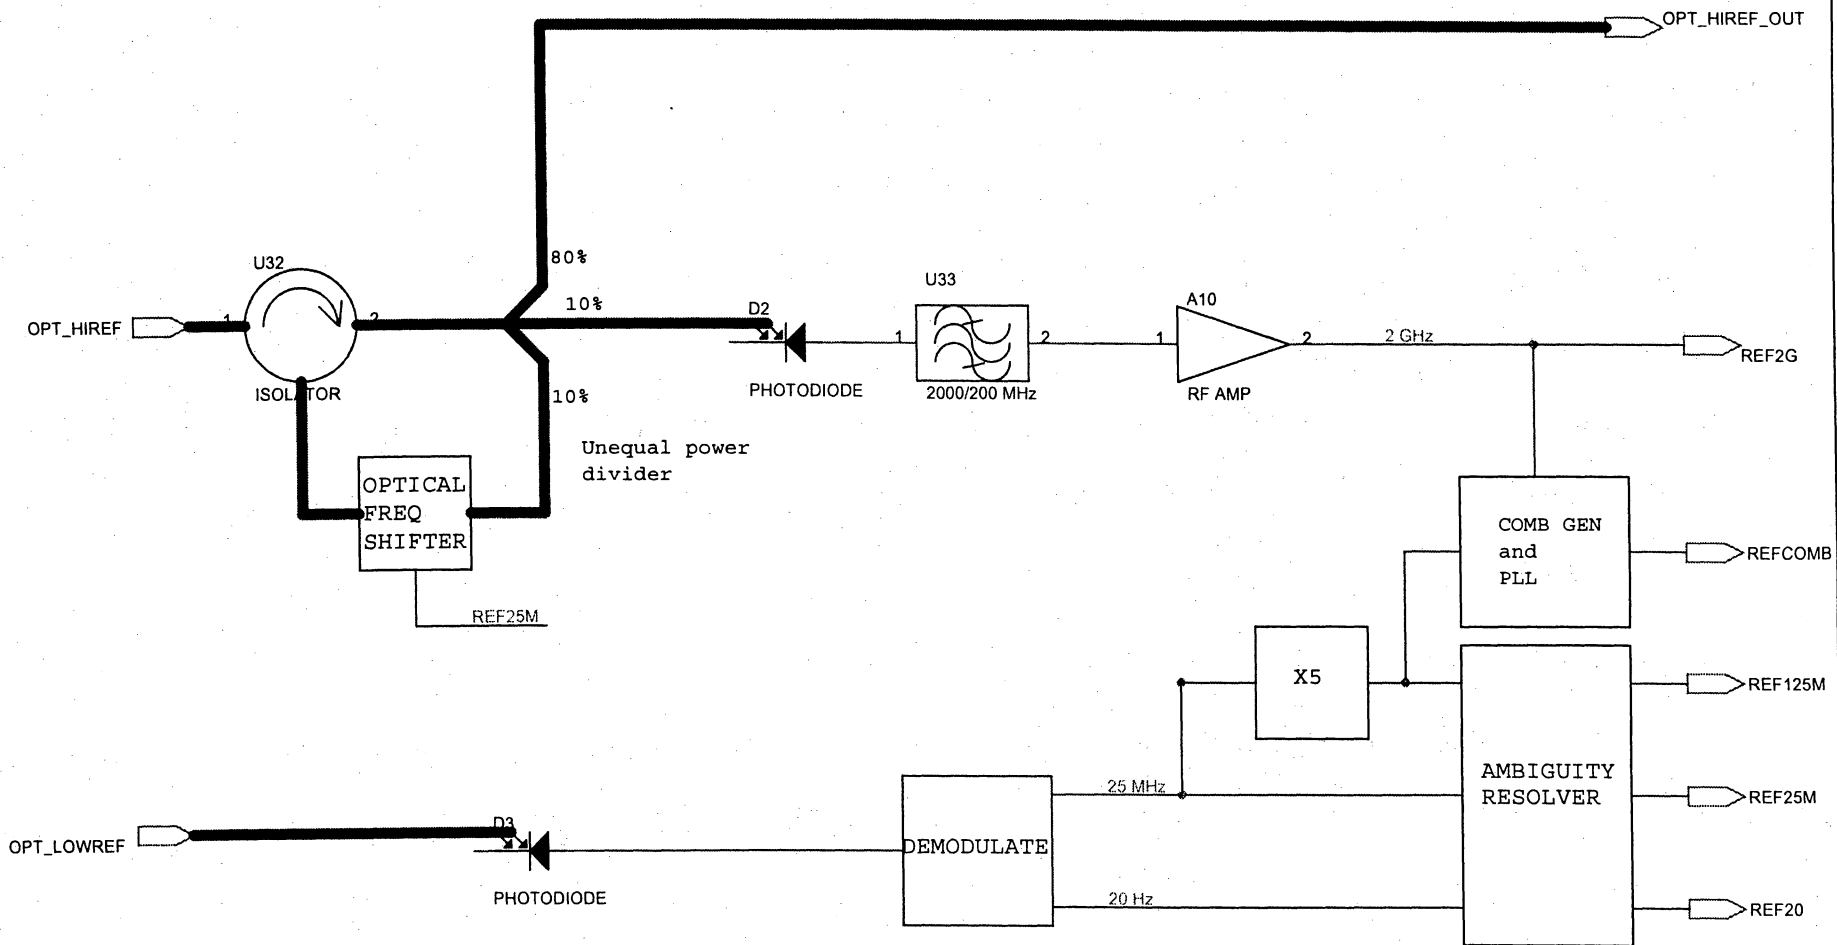 OPT_HIREF_OUT
80%
U32
10%
D2
U33
A10
OPT_HIREF
1
2
1
2
1
2
2 GHz
REF2G
ISOLATOR
10%
PHOTODIODE
2000/200 MHz
RF AMP
Unequal power
divider
OPTICAL
FREQ
SHIFTER
COMB GEN
and
PLL
REFCOMB
REF25M
X5
REF125M
AMBIGUITY
RESOLVER
25 MHz
REF25M
D3
OPT_LOWREF
DEMODULATE
PHOTODIODE
20 Hz
REF20